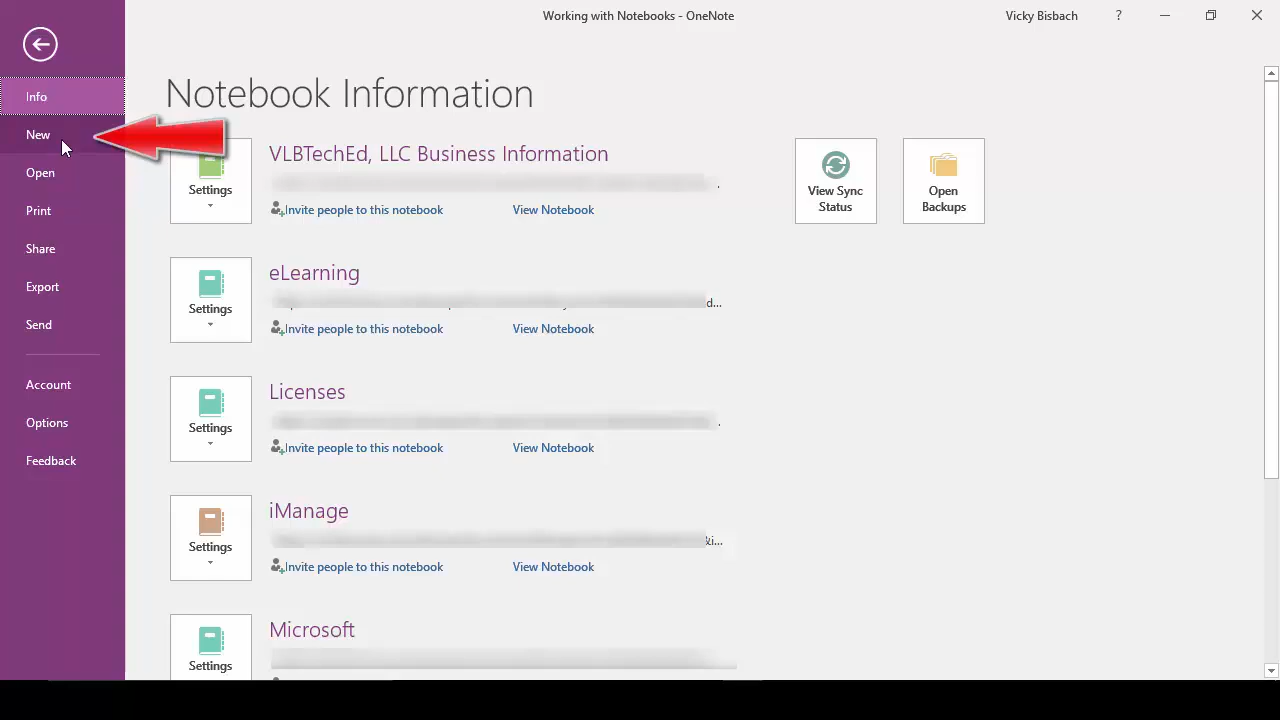 Working with Notebooks - OneNote
Vicky Bisbach
?
Info
New
Open
Print
Share
Export
Send
Account
Options
Feedback
Notebook Information
Settings
VLBTechEd, LLC Business Information
.
Invite people to this notebook
View Notebook
View Sync
Status
Open
Backups
Settings
eLearning
d...
Invite people to this notebook
View Notebook
Settings
Licenses
.
Invite people to this notebook
View Notebook
Settings
iManage
&i...
Invite people to this notebook
View Notebook
Settings
Microsoft